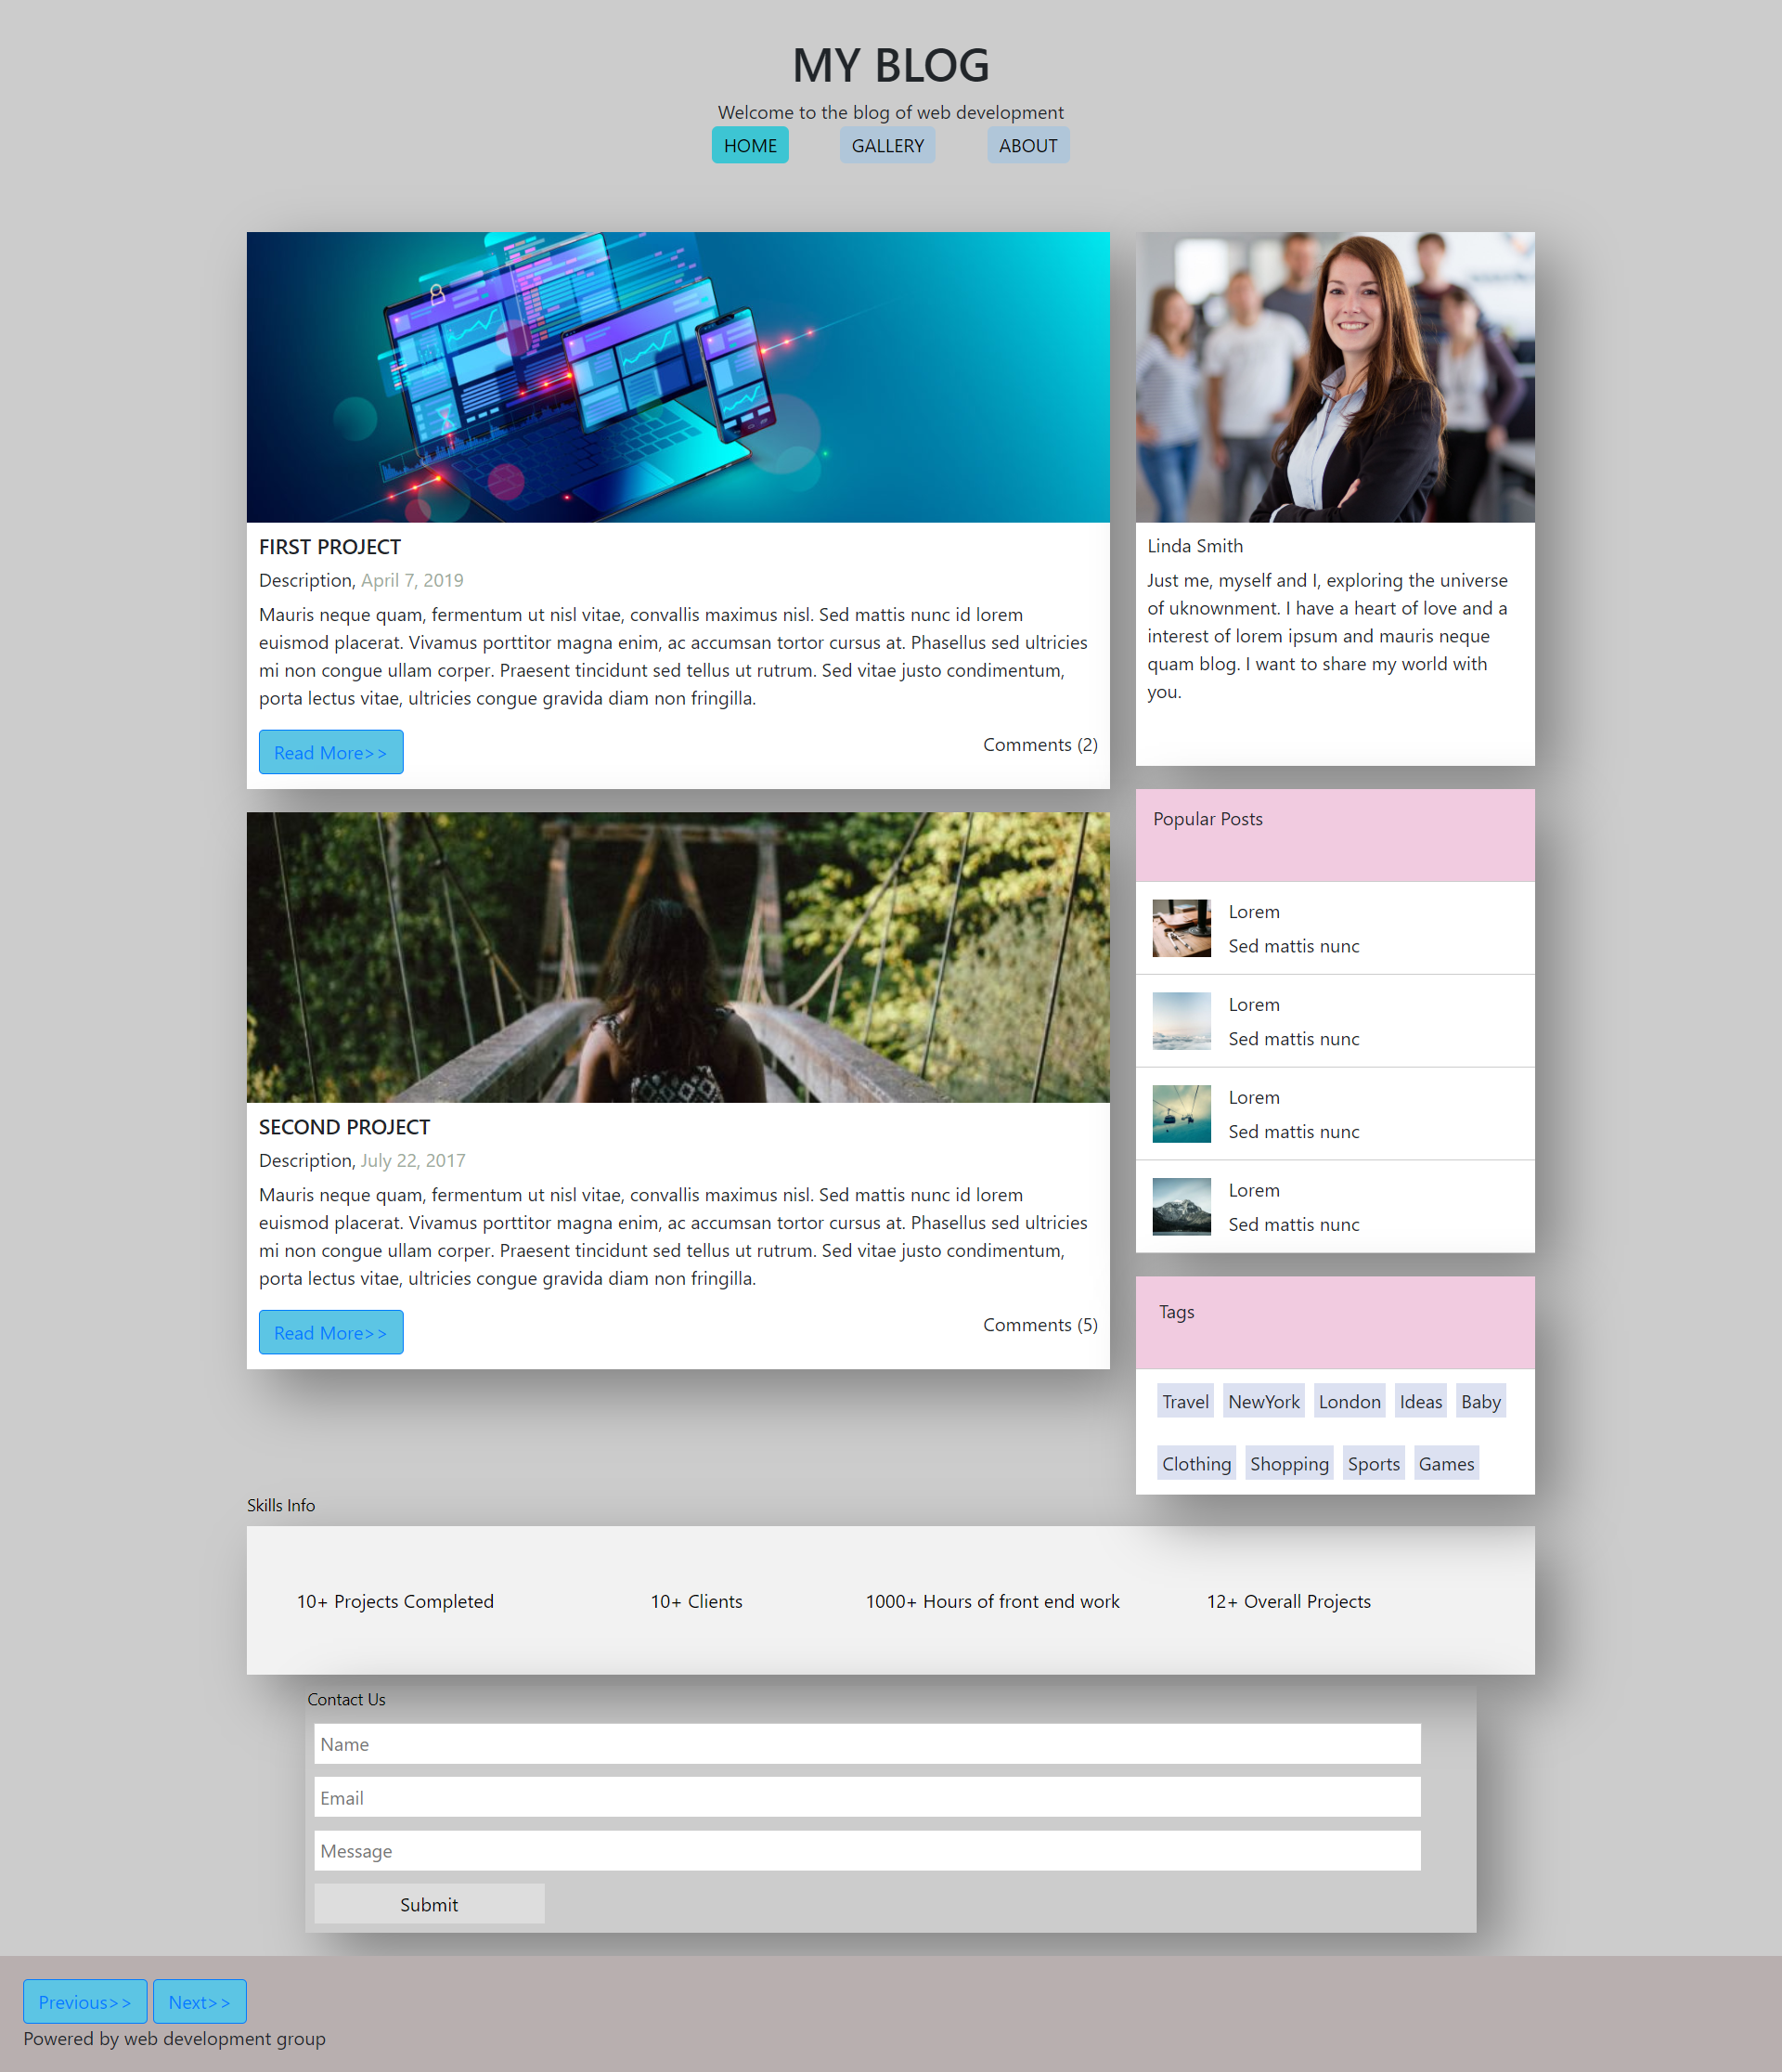 MY BLOG
Welcome to the blog of web development
HOME
GALLERY
ABOUT
FIRST PROJECT
Description, April 7, 2019
Mauris neque quam, fermentum ut nisl vitae, convallis maximus nisl. Sed mattis nunc id lorem
euismod placerat. Vivamus porttitor magna enim, ac accumsan tortor cursus at. Phasellus sed ultricies
mi non congue ullam corper. Praesent tincidunt sed tellus ut rutrum. Sed vitae justo condimentum,
porta lectus vitae, ultricies congue gravida diam non fringilla.
Read More>>
Comments (2)
SECOND PROJECT
Description, July 22, 2017
Mauris neque quam, fermentum ut nisl vitae, convallis maximus nisl. Sed mattis nunc id lorem
euismod placerat. Vivamus porttitor magna enim, ac accumsan tortor cursus at. Phasellus sed ultricies
mi non congue ullam corper. Praesent tincidunt sed tellus ut rutrum. Sed vitae justo condimentum,
porta lectus vitae, ultricies congue gravida diam non fringilla.
Read More>>
Comments (5)
Linda Smith
Just me, myself and I, exploring the universe
of uknownment. I have a heart of love and a
interest of lorem ipsum and mauris neque
quam blog. I want to share my world with
you.
Popular Posts
Lorem
Sed mattis nunc
Lorem
Sed mattis nunc
Lorem
Sed mattis nunc
Lorem
Sed mattis nunc
Tags
Travel NewYork London Ideas Baby
Clothing Shopping Sports Games
Skills Info
10+ Projects Completed
10+ Clients
1000+ Hours of front end work
12+ Overall Projects
Contact Us
Name
Email
Message
Submit
Previous>> Next>>
Powered by web development group